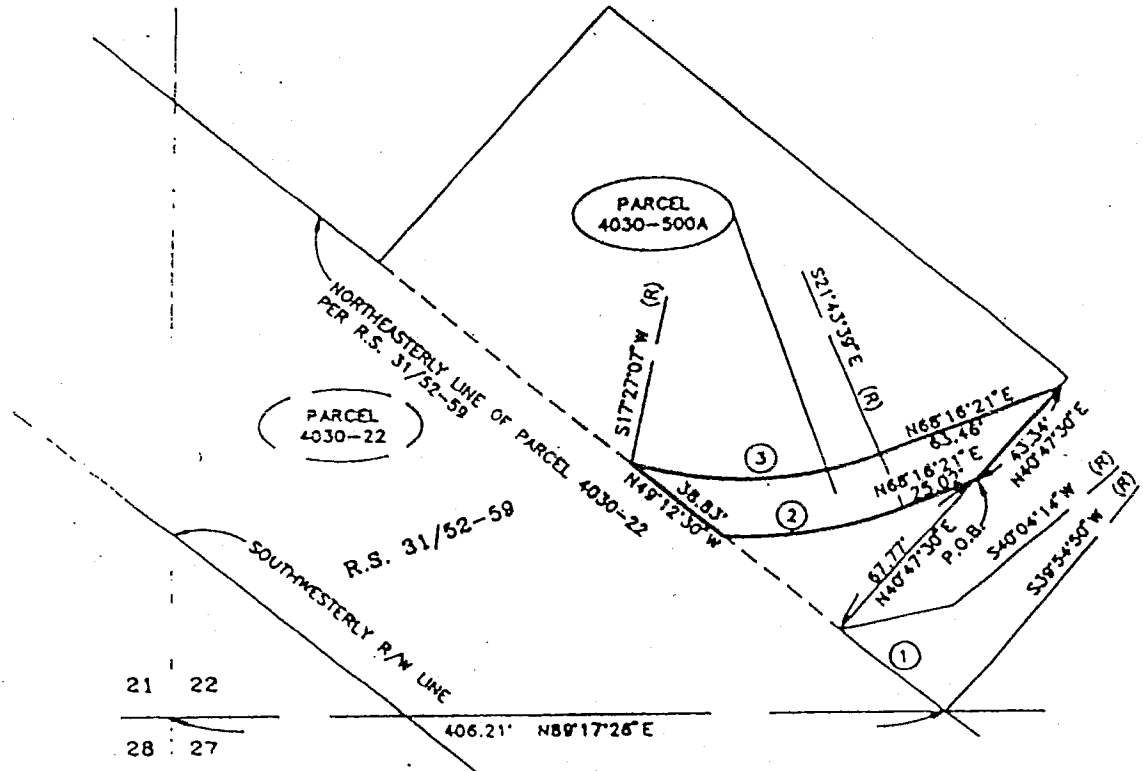 PARCEL
4030-500A
S21°43'39"E (R)
S17°27'07"W (R)
NORTHEASTERLY LINE OF PARCEL 4030-22
PER R.S. 31/52-59
PARCEL
4030-22
N68°16'21"E
63.46'
3
N68°16'21"E
25.03'
43.34'
N40°47'30"E
38.83'
N49°12'30"W
2
P.O.B.
67.77'
N40°47'30"E
S40°04'14"W (R)
S39°54'50"W (R)
R.S. 31/52-59
SOUTHWESTERLY R/W LINE
1
21 22
28 27
406.21' N89°17'26"E